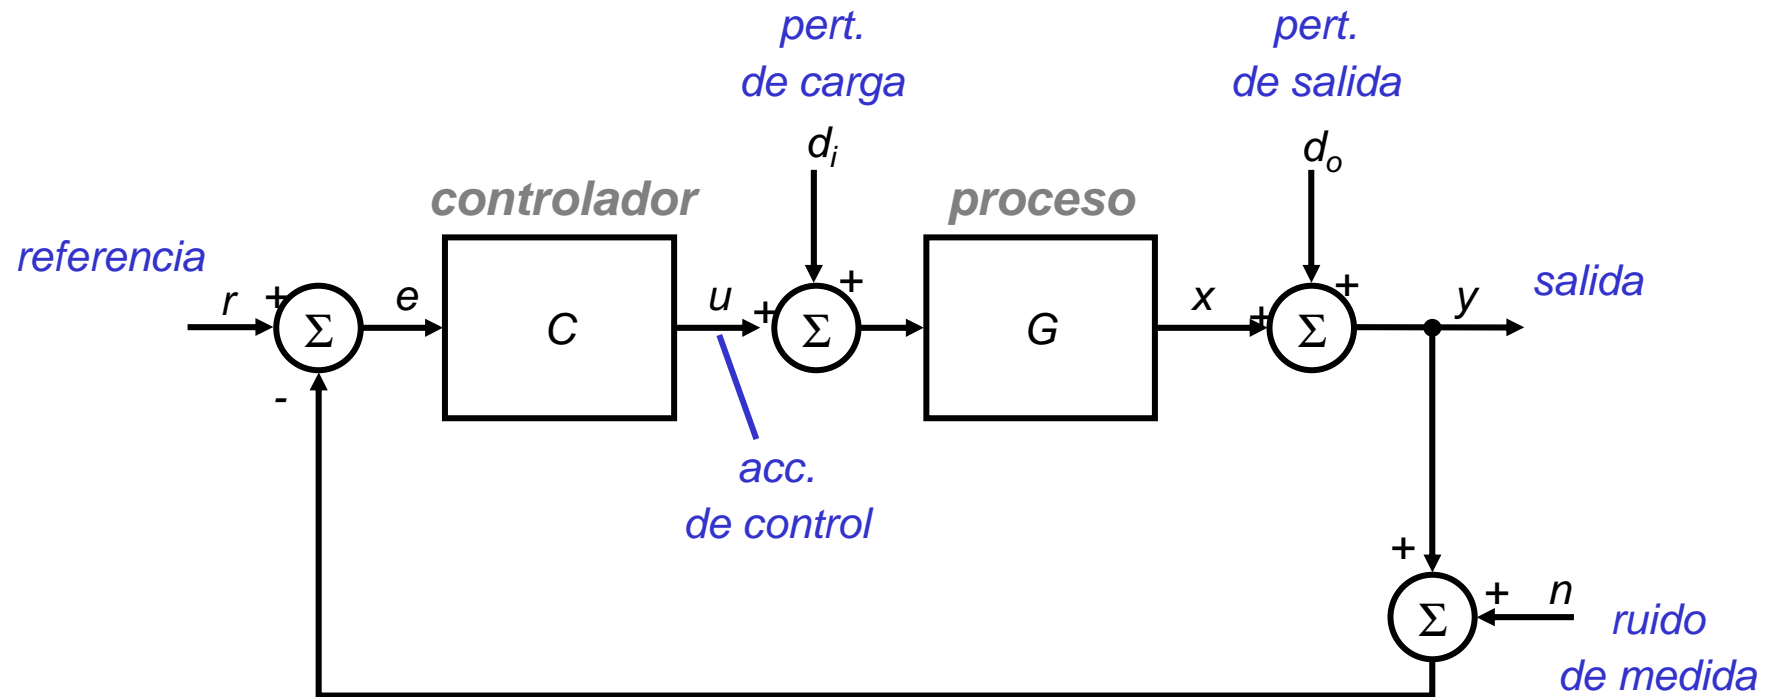 pert.
de carga
pert.
de salida
d_i
d_o
controlador
proceso
referencia
r
+
Σ
e
C
u
+
+
Σ
G
x
+
+
Σ
y
salida
-
acc.
de control
+
Σ
+
n
ruido
de medida